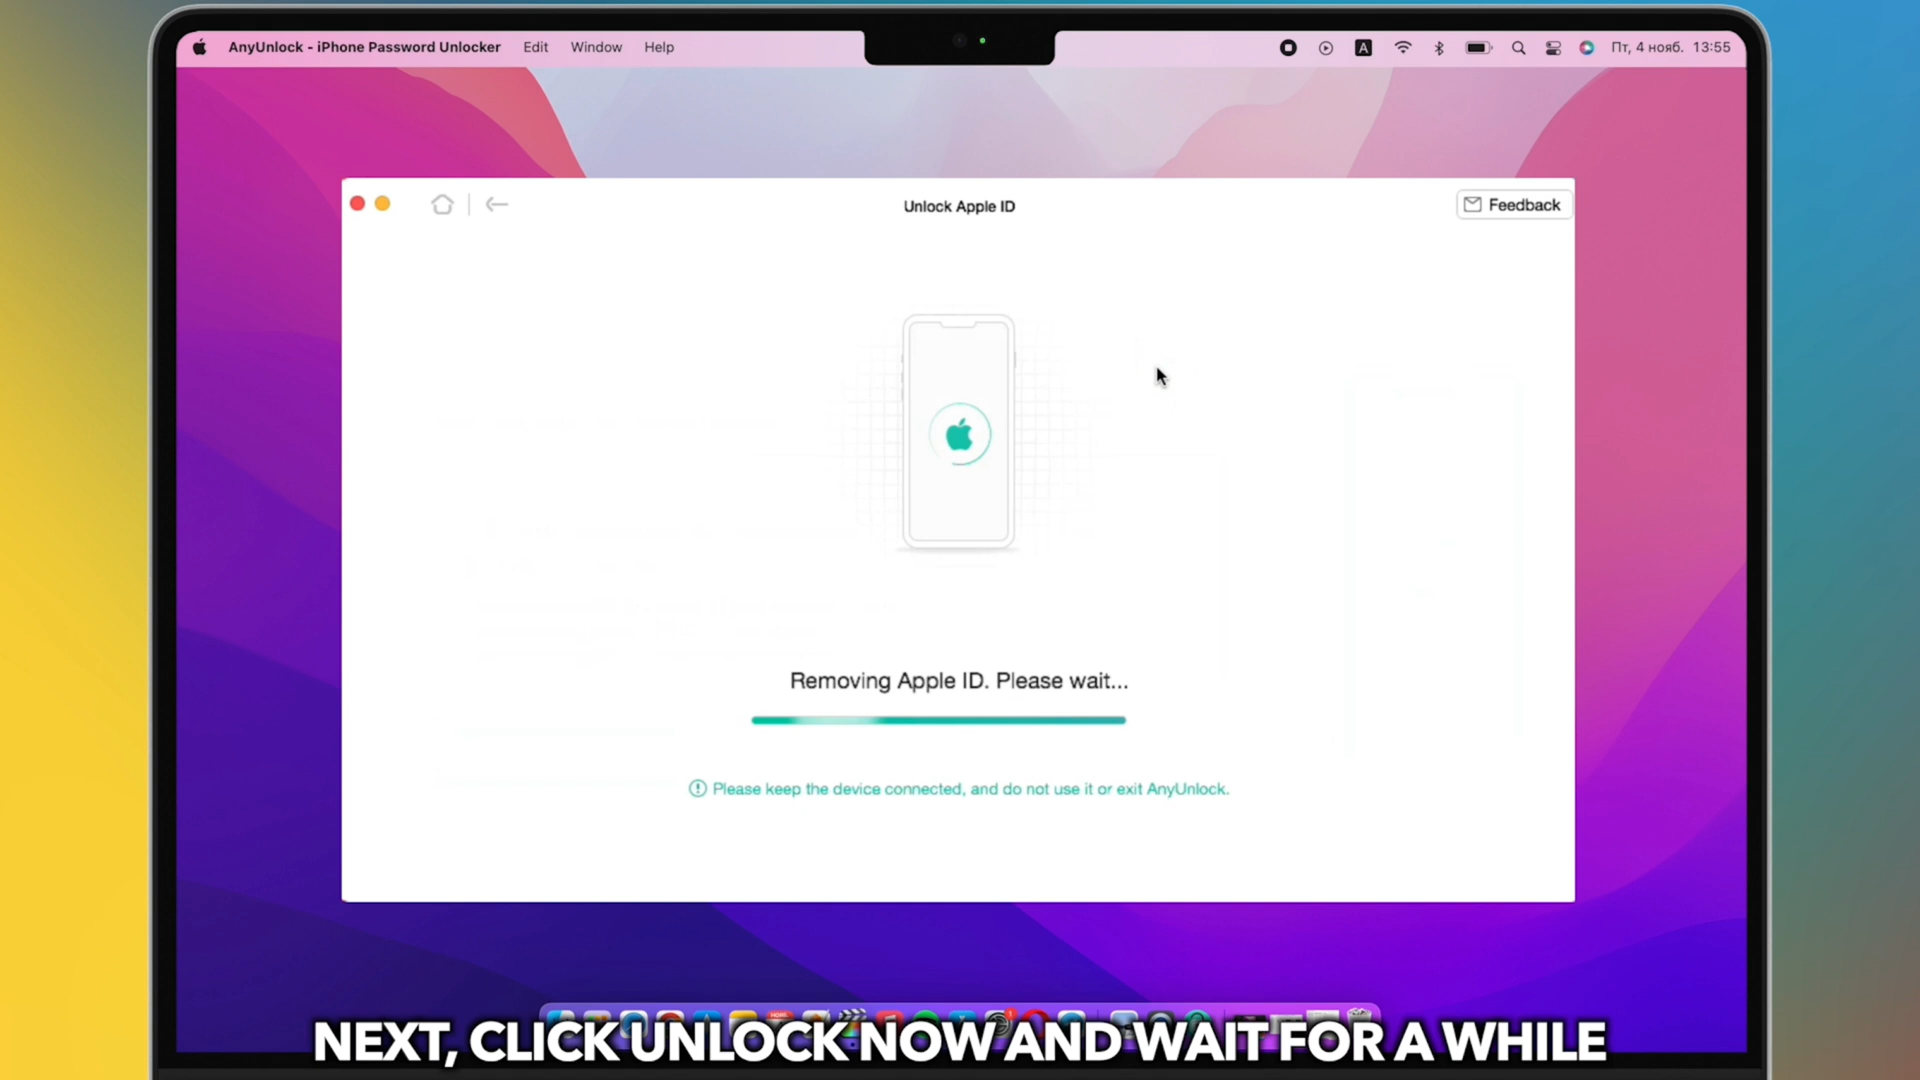 AnyUnlock - iPhone Password Unlocker Edit Window Help A Пт, 4 нояб. 13:55
Unlock Apple ID
Feedback
Removing Apple ID. Please wait...
Please keep the device connected, and do not use it or exit AnyUnlock.
NEXT, CLICK UNLOCK NOW AND WAIT FOR A WHILE